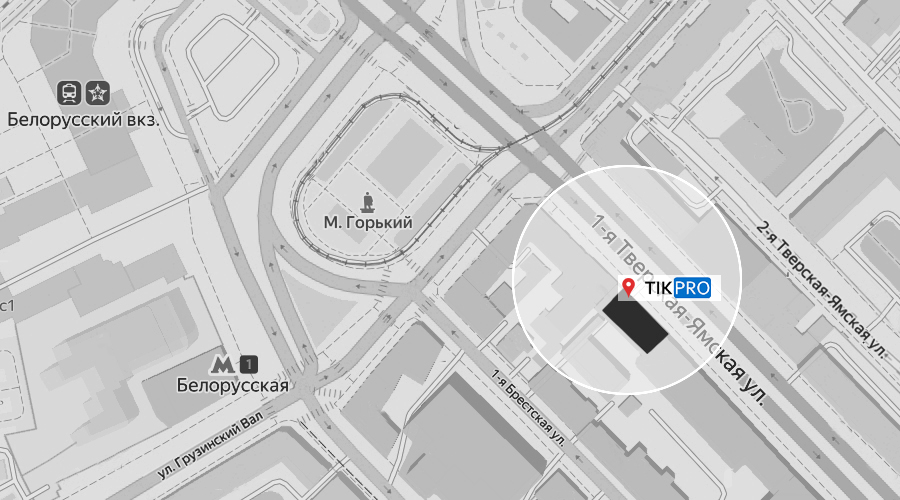 Белорусский вкз.
М. Горький
1-я Тверская-Ямская ул.
2-я Тверская-Ямская ул.
TIKPRO
с1
1
Белорусская
ул. Грузинский Вал
1-я Брестская ул.